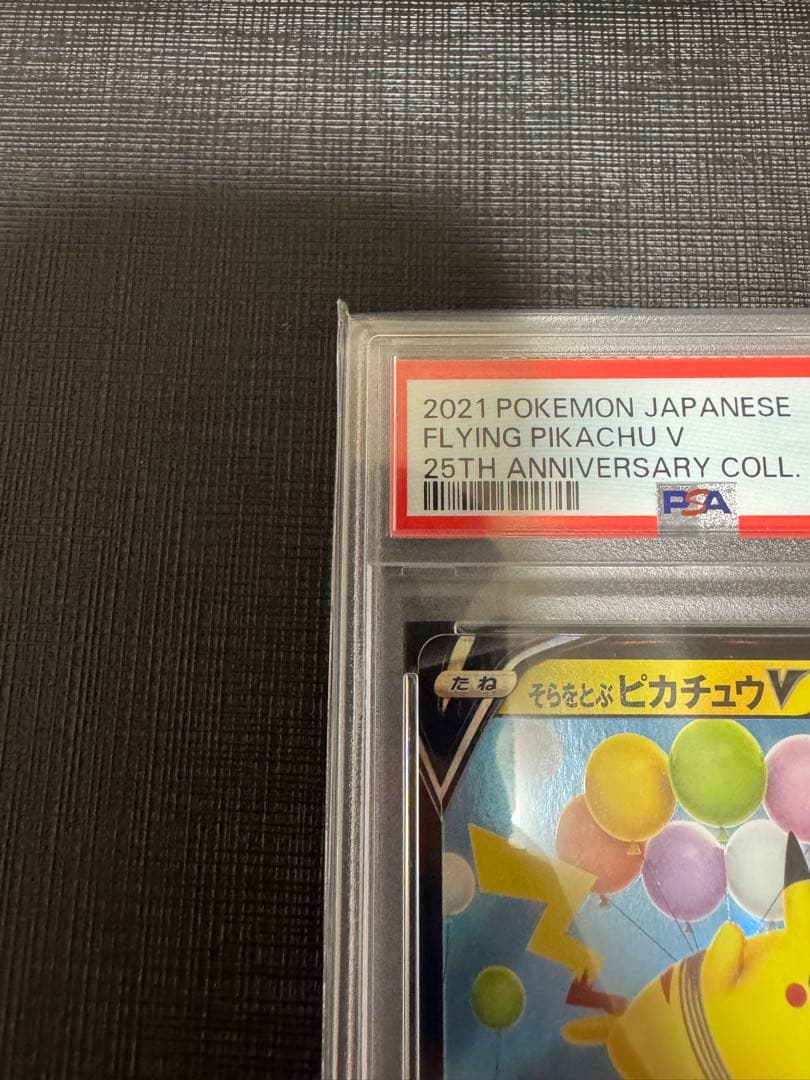 2021 POKEMON JAPANESE
FLYING PIKACHU V
25TH ANNIVERSARY COLL.
PSA
たね そらをとぶピカチュウV